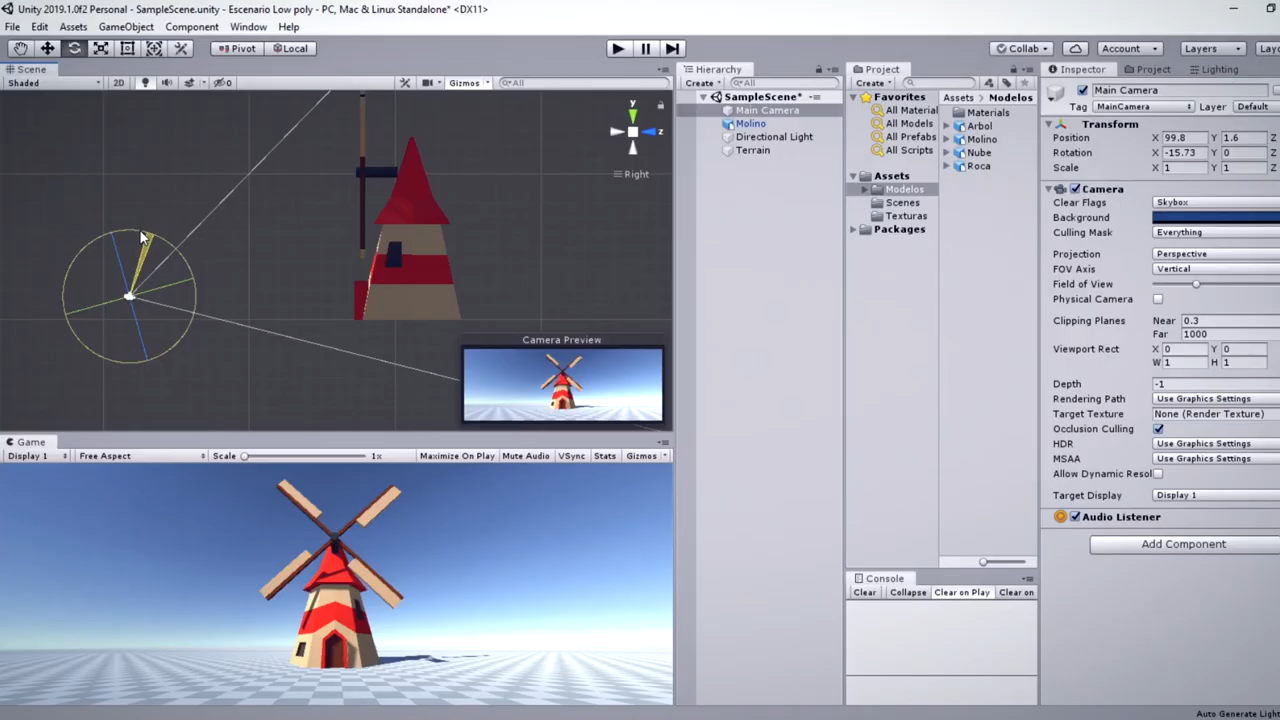 Unity 2019.1.0f2 Personal - SampleScene.unity - Escenario Low poly - PC, Mac & Linux Standalone* <DX11>
File Edit Assets GameObject Component Window Help
Pivot Local Collab Account Layers
Scene
Shaded 2D 0 Gizmos All
y
z
Right
Camera Preview
Game
Display 1 Free Aspect Scale 1x Maximize On Play Mute Audio VSync Stats Gizmos
Hierarchy
Create All
SampleScene*
Main Camera
Molino
Directional Light
Terrain
Project
Create
Favorites
All Material
All Models
All Prefabs
All Scripts
Assets
Modelos
Scenes
Texturas
Packages
Assets Modelos
Materials
Arbol
Molino
Nube
Roca
Console
Clear Collapse Clear on Play Clear on
Inspector Project Lighting
Main Camera
Tag MainCamera Layer Default
Transform
Position X 99.8 Y 1.6 Z
Rotation X -15.73 Y 0 Z
Scale X 1 Y 1 Z
Camera
Clear Flags Skybox
Background
Culling Mask Everything
Projection Perspective
FOV Axis Vertical
Field of View
Physical Camera
Clipping Planes Near 0.3
Far 1000
Viewport Rect X 0 Y 0
W 1 H 1
Depth -1
Rendering Path Use Graphics Settings
Target Texture None (Render Texture)
Occlusion Culling
HDR Use Graphics Settings
MSAA Use Graphics Settings
Allow Dynamic Resol
Target Display Display 1
Audio Listener
Add Component
Auto Generate Light